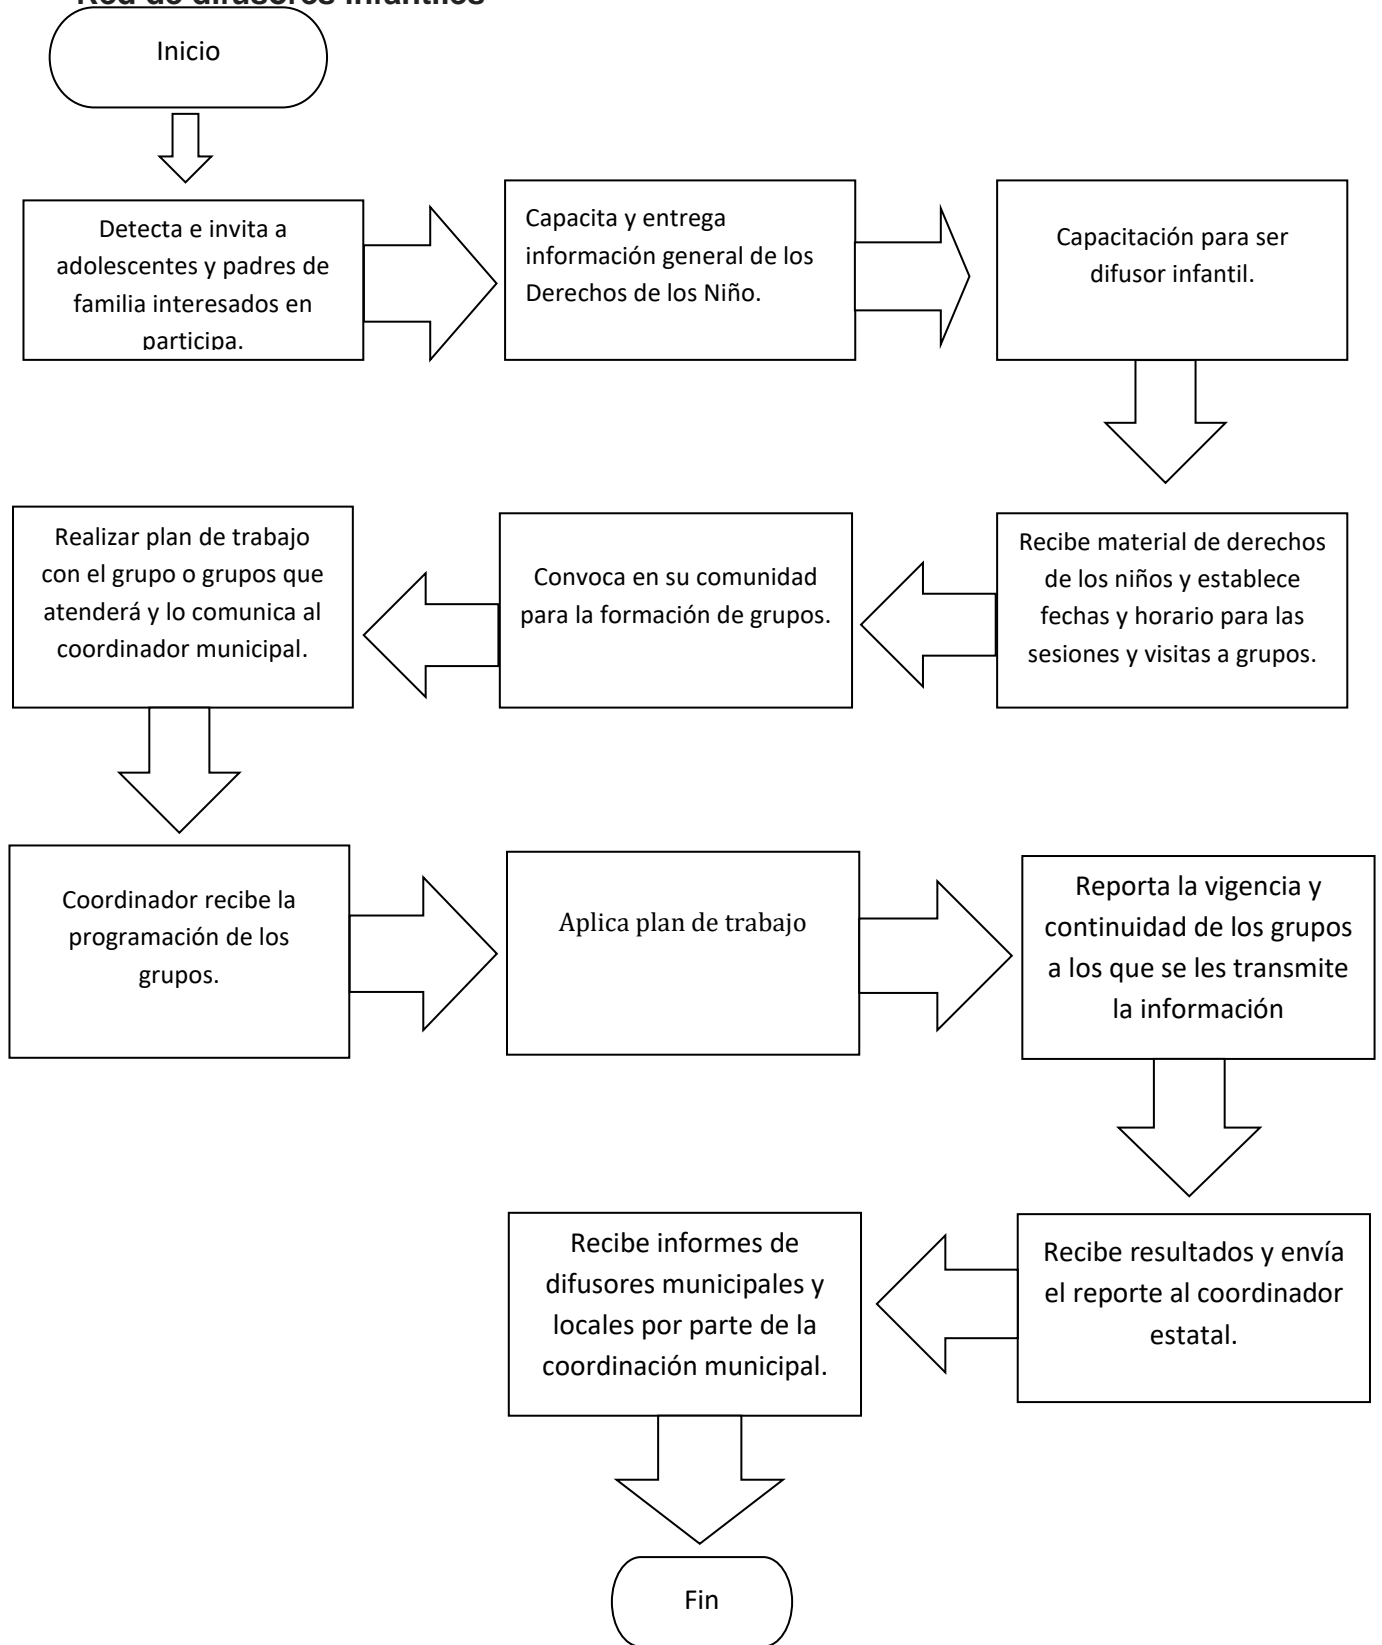 Red de difusores infantiles
Inicio
Detecta e invita a
adolescentes y padres de
familia interesados en
participa.
Capacita y entrega
información general de los
Derechos de los Niño.
Capacitación para ser
difusor infantil.
Recibe material de derechos
de los niños y establece
fechas y horario para las
sesiones y visitas a grupos.
Convoca en su comunidad
para la formación de grupos.
Realizar plan de trabajo
con el grupo o grupos que
atenderá y lo comunica al
coordinador municipal.
Coordinador recibe la
programación de los
grupos.
Aplica plan de trabajo
Reporta la vigencia y
continuidad de los grupos
a los que se les transmite
la información
Recibe resultados y envía
el reporte al coordinador
estatal.
Recibe informes de
difusores municipales y
locales por parte de la
coordinación municipal.
Fin